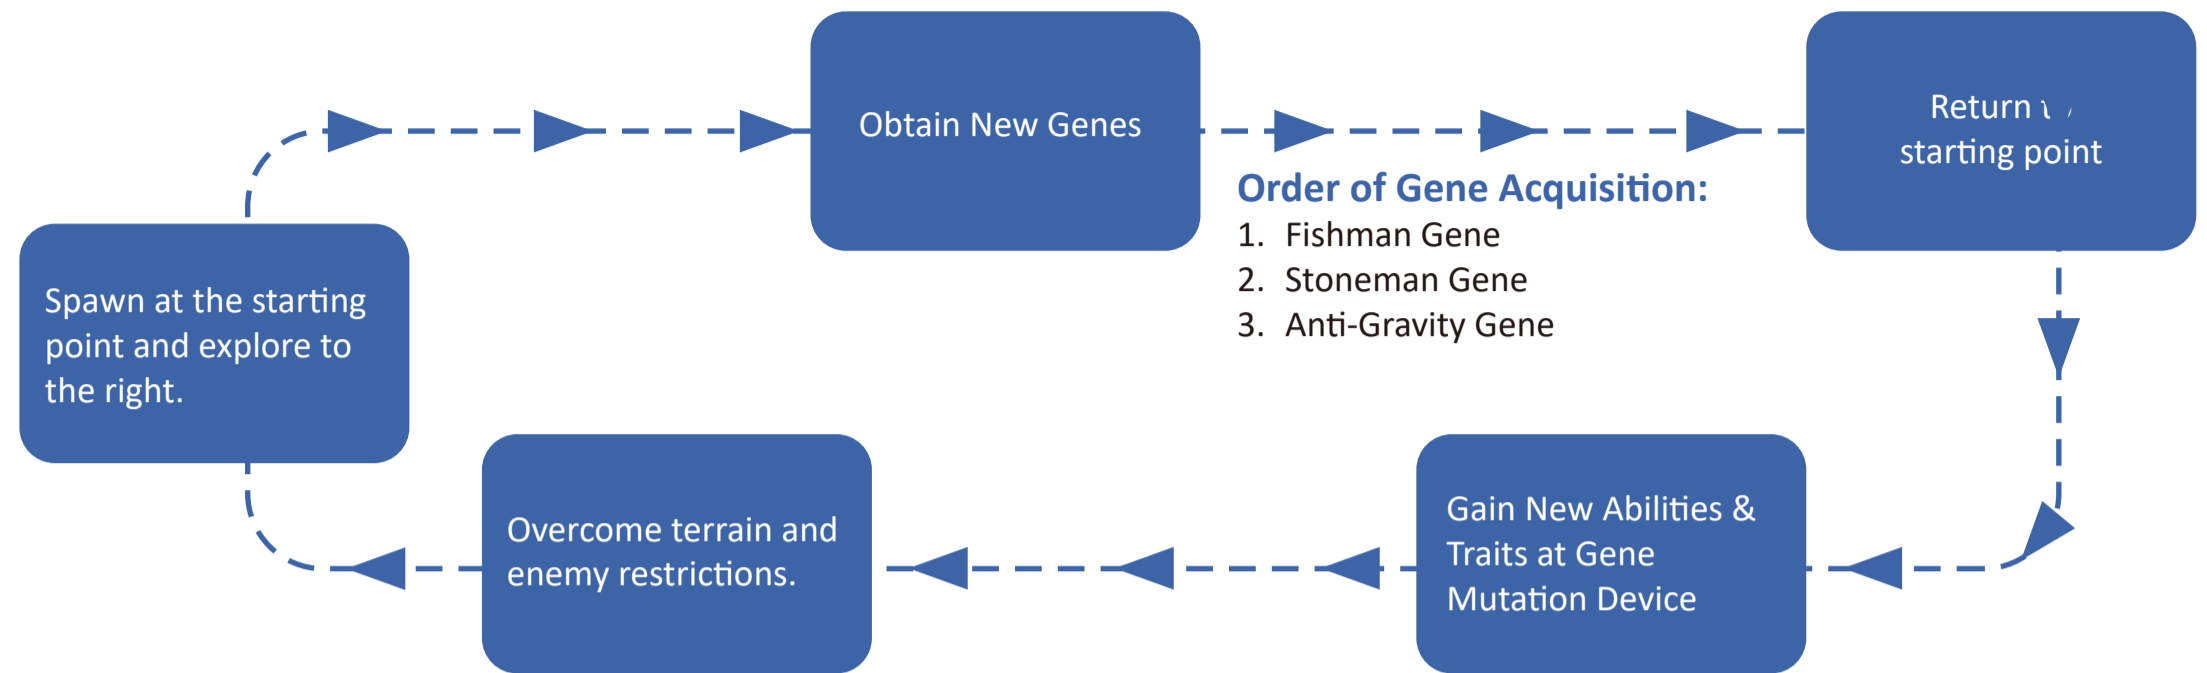 Obtain New Genes
Return
starting point
Order of Gene Acquisition:
1. Fishman Gene
2. Stoneman Gene
3. Anti-Gravity Gene
Spawn at the starting
point and explore to
the right.
Overcome terrain and
enemy restrictions.
Gain New Abilities &
Traits at Gene
Mutation Device